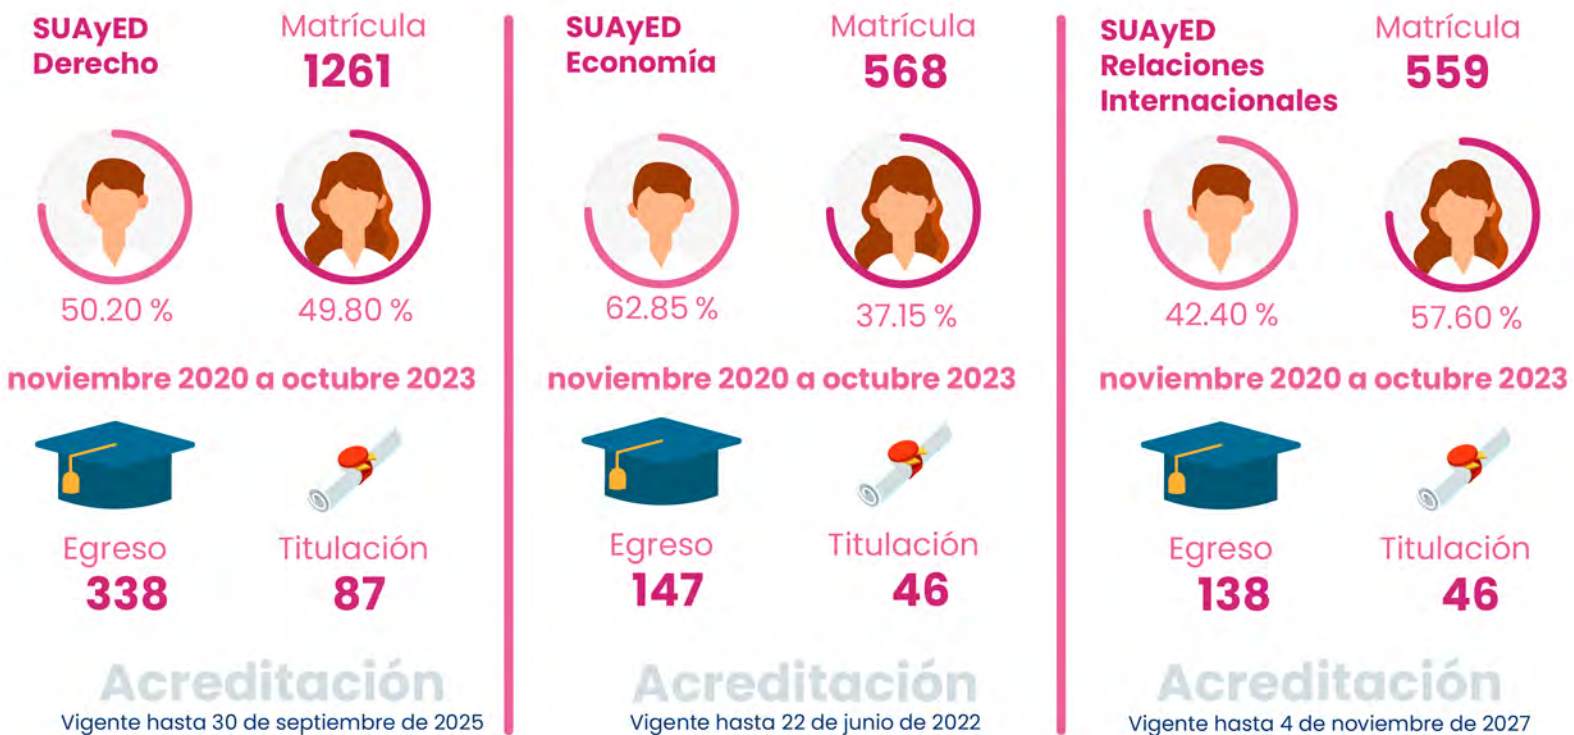 SUAyED
Derecho
Matrícula
1261
50.20 %
49.80 %
noviembre 2020 a octubre 2023
Egreso
338
Titulación
87
Acreditación
Vigente hasta 30 de septiembre de 2025
SUAyED
Economía
Matrícula
568
62.85 %
37.15 %
noviembre 2020 a octubre 2023
Egreso
147
Titulación
46
Acreditación
Vigente hasta 22 de junio de 2022
SUAyED
Relaciones
Internacionales
Matrícula
559
42.40 %
57.60 %
noviembre 2020 a octubre 2023
Egreso
138
Titulación
46
Acreditación
Vigente hasta 4 de noviembre de 2027